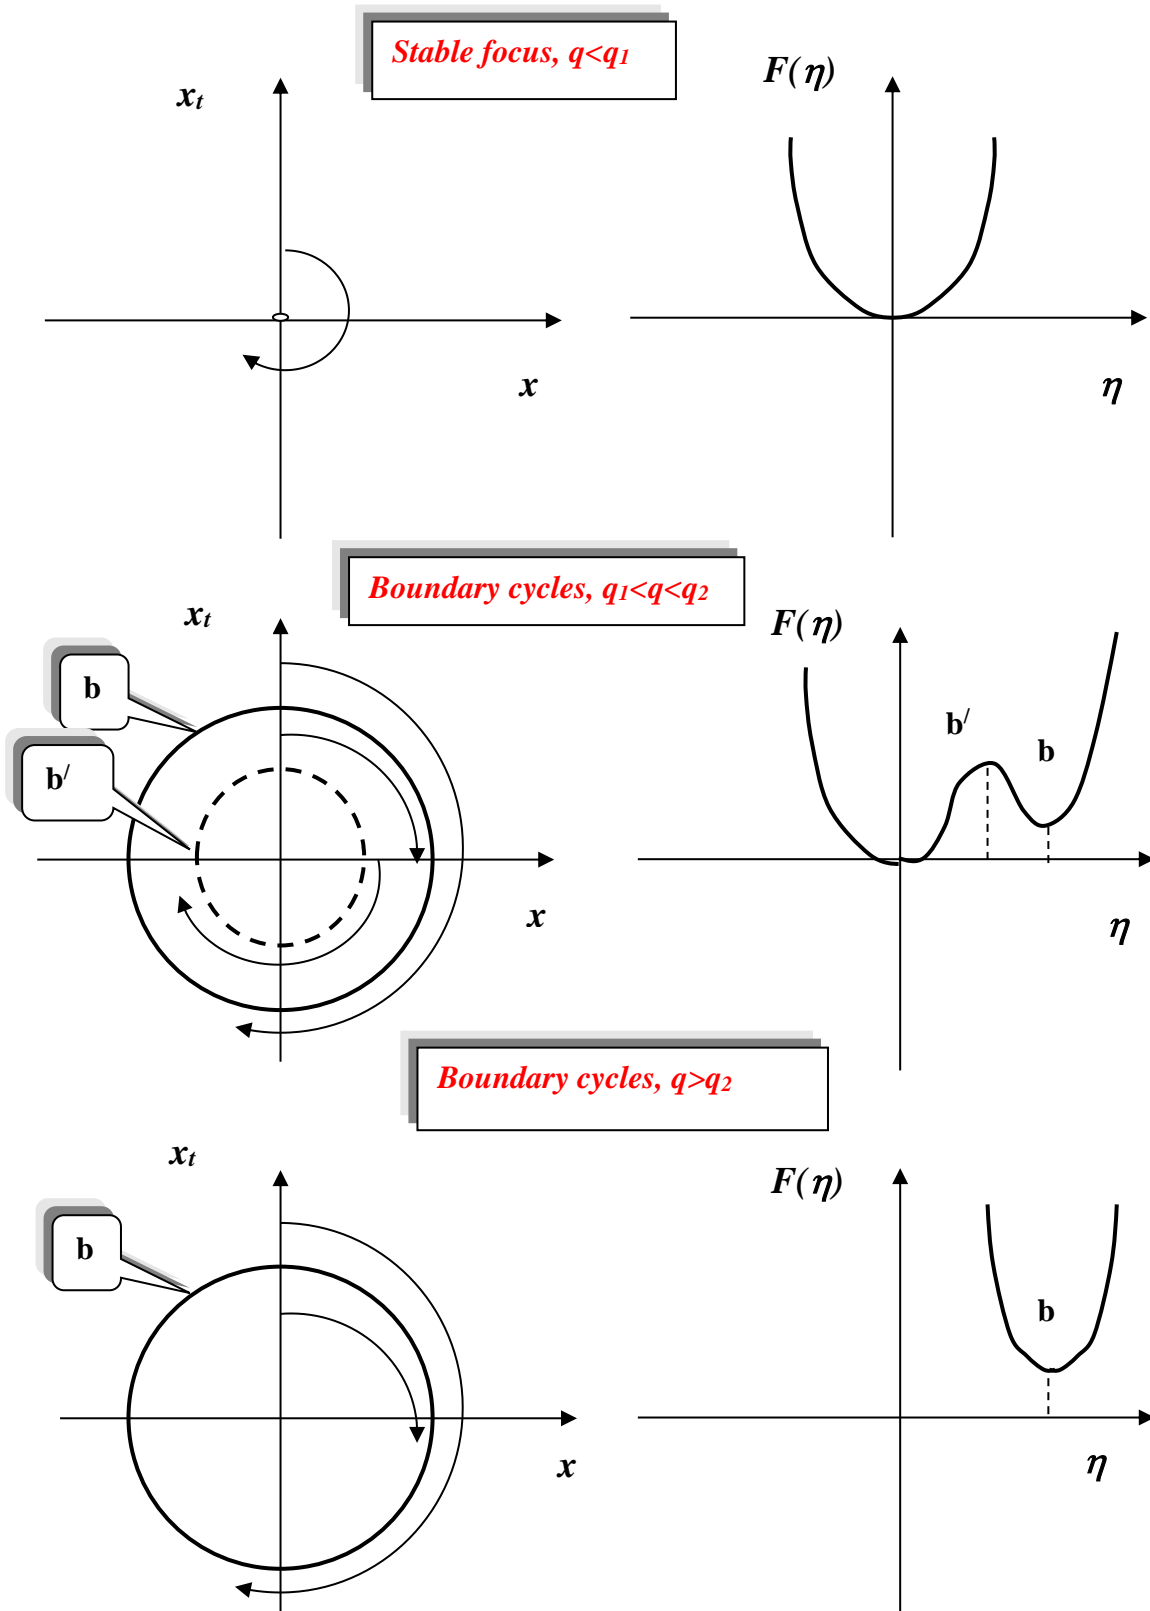 Stable focus, q<q1
xt
F(η)
x
η
Boundary cycles, q1<q<q2
xt
F(η)
b
b/
b
b/
x
η
Boundary cycles, q>q2
xt
F(η)
b
b
x
η